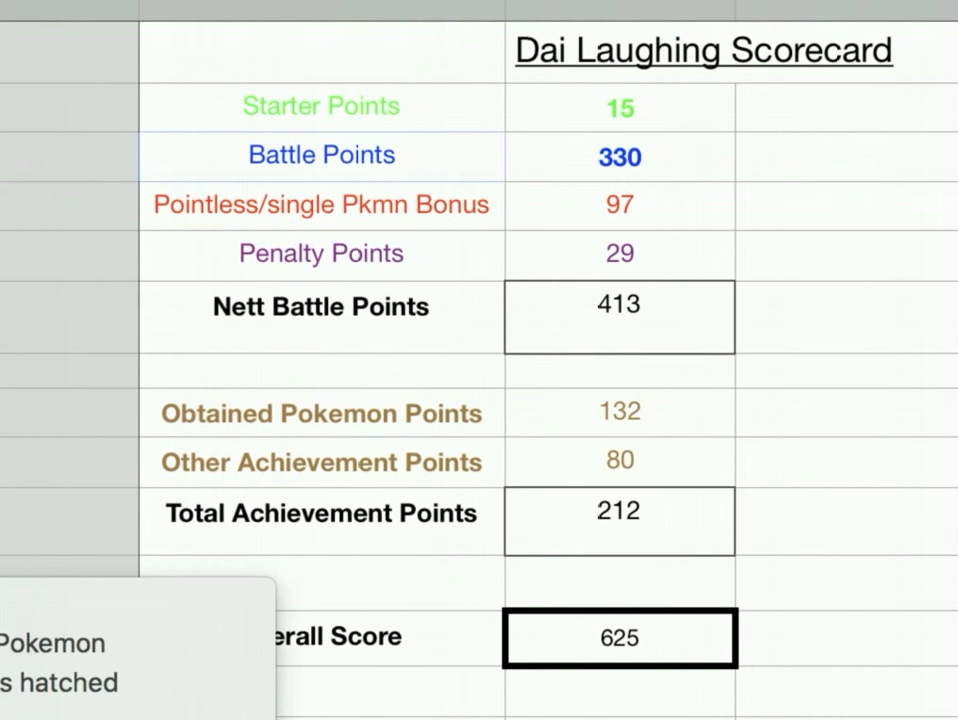 Dai Laughing Scorecard
Starter Points 15
Battle Points 330
Pointless/single Pkmn Bonus 97
Penalty Points 29
Nett Battle Points 413
Obtained Pokemon Points 132
Other Achievement Points 80
Total Achievement Points 212
erall Score 625
Pokemon
s hatched